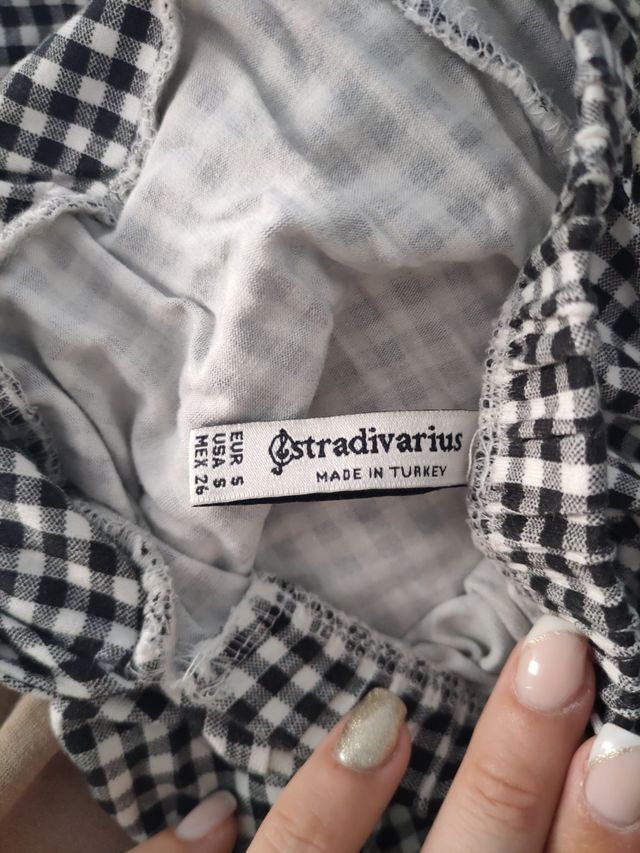 stradivarius
MADE IN TURKEY
EUR S
USA S
MEX 26